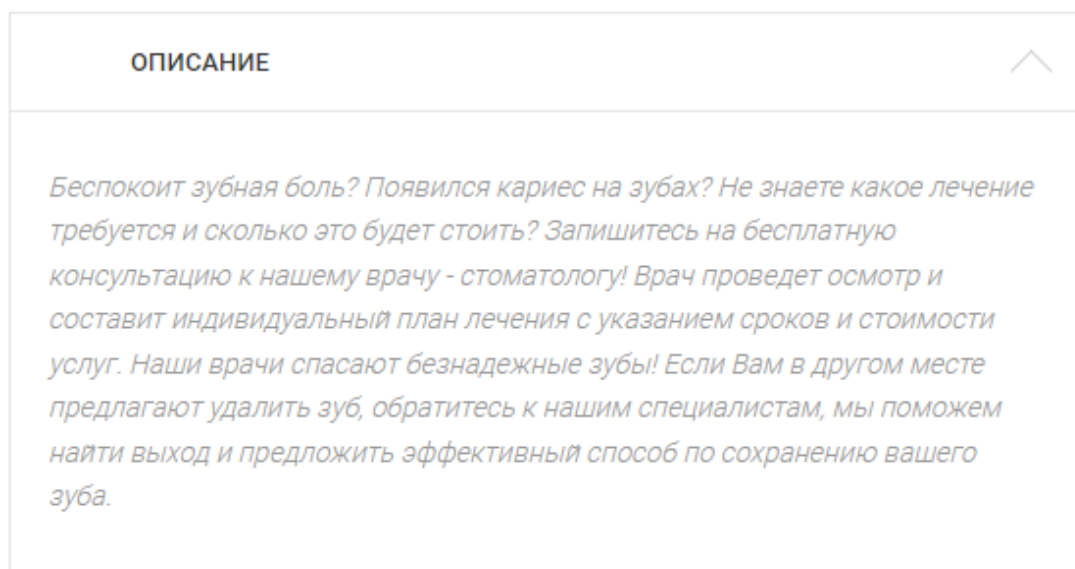 ОПИСАНИЕ
Беспокоит зубная боль? Появился кариес на зубах? Не знаете какое лечение
требуется и сколько это будет стоить? Запишитесь на бесплатную
консультацию к нашему врачу - стоматологу! Врач проведет осмотр и
составит индивидуальный план лечения с указанием сроков и стоимости
услуг. Наши врачи спасают безнадежные зубы! Если Вам в другом месте
предлагают удалить зуб, обратитесь к нашим специалистам, мы поможем
найти выход и предложить эффективный способ по сохранению вашего
зуба.